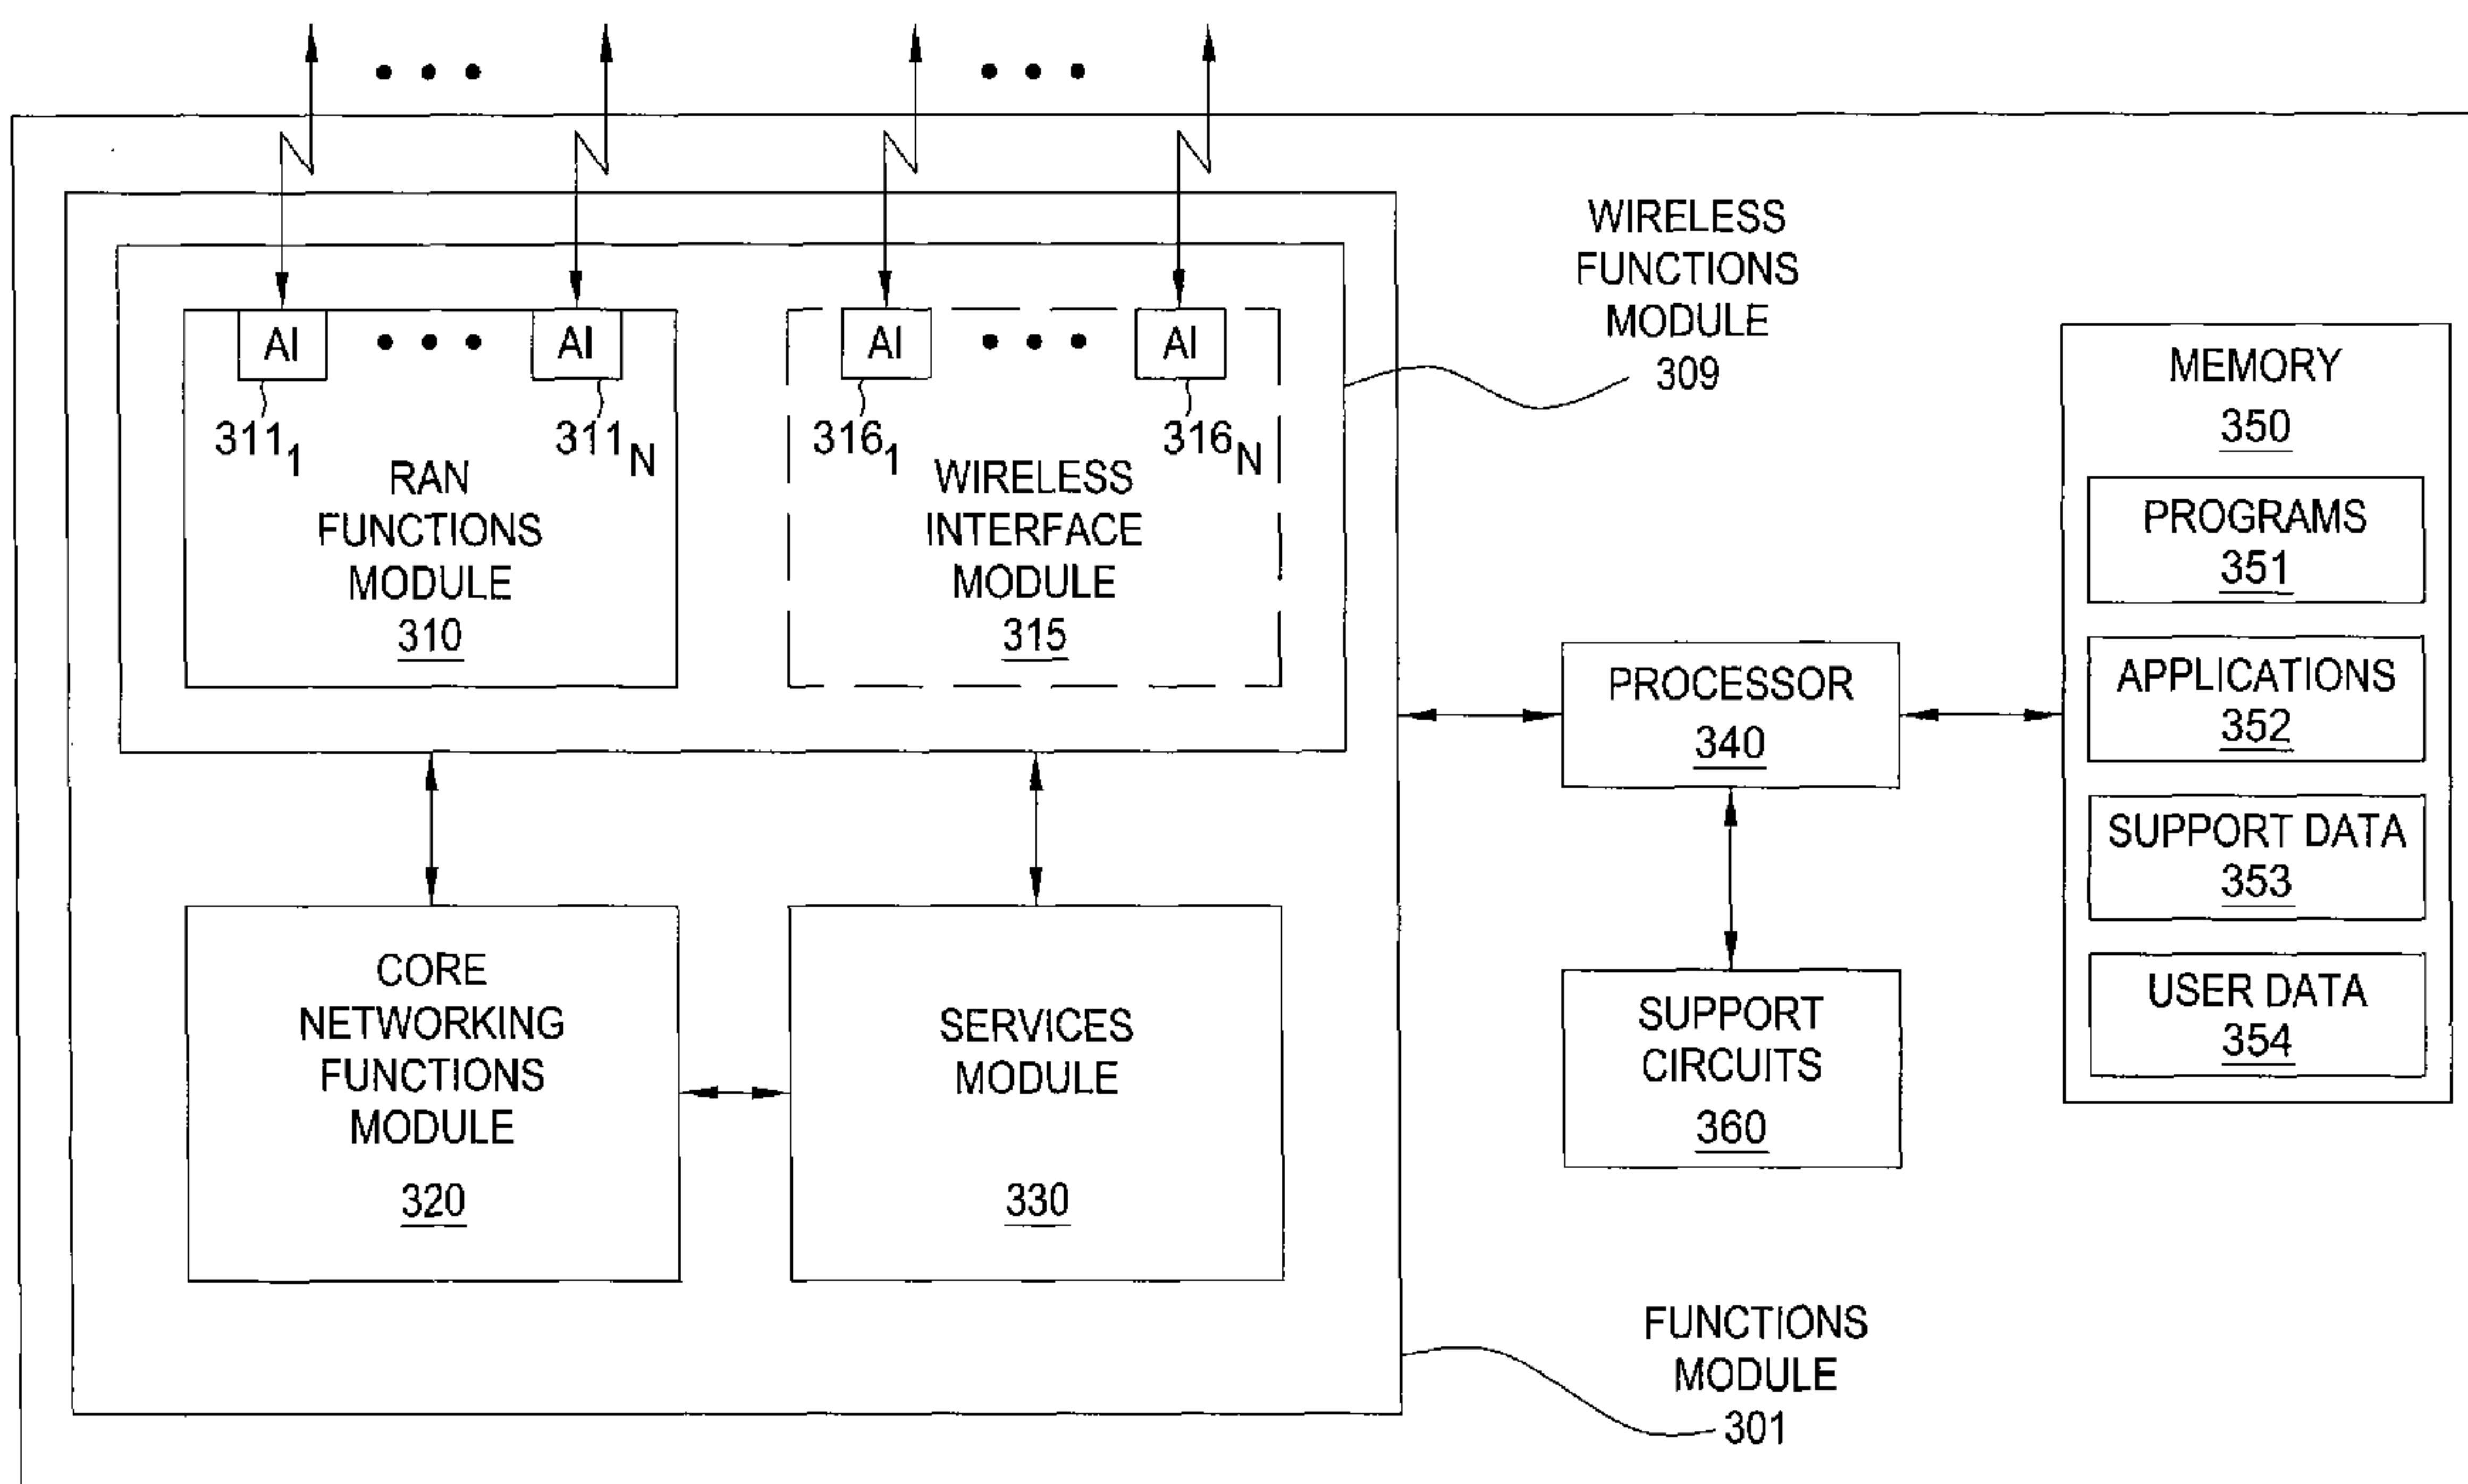 WIRELESS
FUNCTIONS
MODULE
309
AI
AI
AI
AI
311₁
311_N
316₁
316_N
RAN
FUNCTIONS
MODULE
310
WIRELESS
INTERFACE
MODULE
315
CORE
NETWORKING
FUNCTIONS
MODULE
320
SERVICES
MODULE
330
PROCESSOR
340
SUPPORT
CIRCUITS
360
MEMORY
350
PROGRAMS
351
APPLICATIONS
352
SUPPORT DATA
353
USER DATA
354
FUNCTIONS
MODULE
301